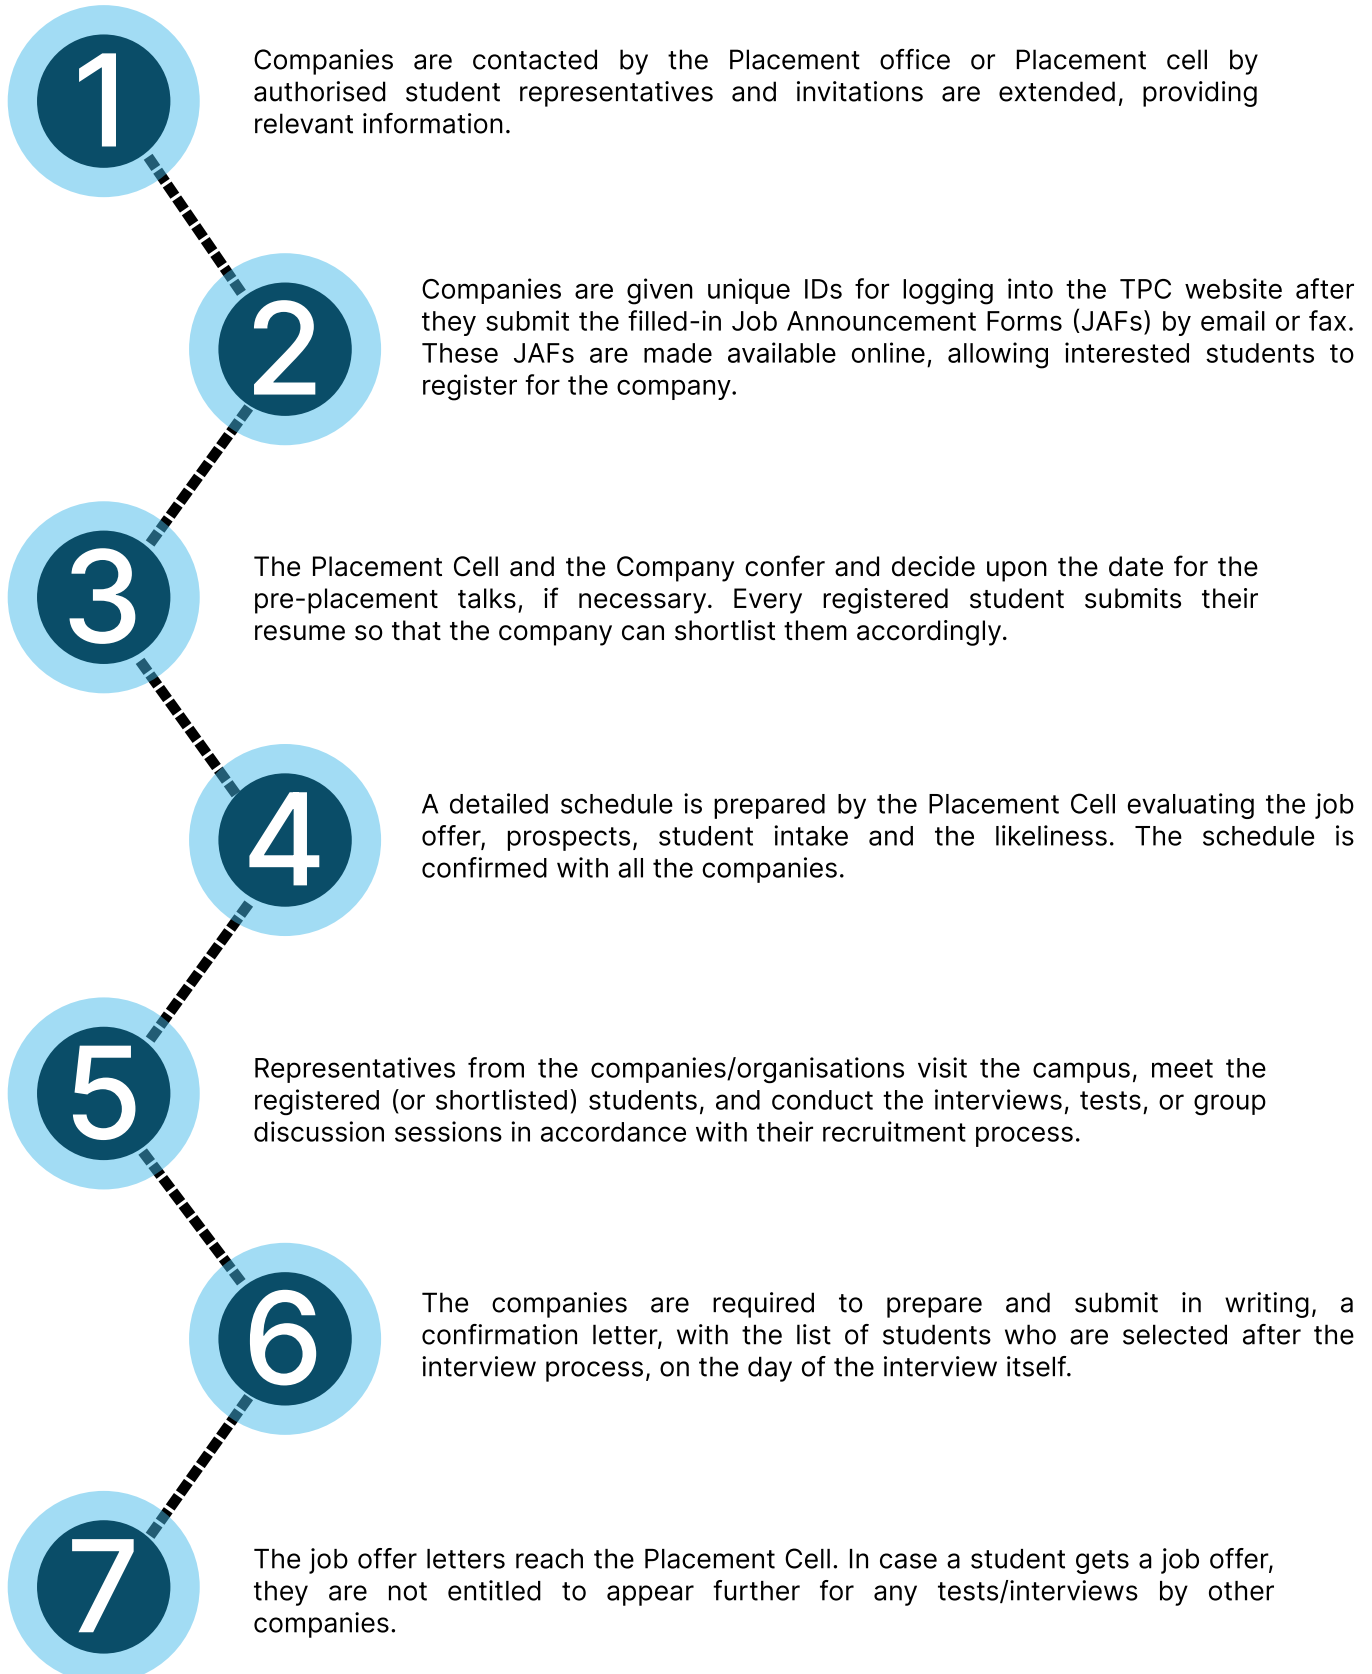 1
Companies are contacted by the Placement office or Placement cell by
authorised student representatives and invitations are extended, providing
relevant information.
2
Companies are given unique IDs for logging into the TPC website after
they submit the filled-in Job Announcement Forms (JAFs) by email or fax.
These JAFs are made available online, allowing interested students to
register for the company.
3
The Placement Cell and the Company confer and decide upon the date for the
pre-placement talks, if necessary. Every registered student submits their
resume so that the company can shortlist them accordingly.
4
A detailed schedule is prepared by the Placement Cell evaluating the job
offer, prospects, student intake and the likeliness. The schedule is
confirmed with all the companies.
5
Representatives from the companies/organisations visit the campus, meet the
registered (or shortlisted) students, and conduct the interviews, tests, or group
discussion sessions in accordance with their recruitment process.
6
The companies are required to prepare and submit in writing, a
confirmation letter, with the list of students who are selected after the
interview process, on the day of the interview itself.
7
The job offer letters reach the Placement Cell. In case a student gets a job offer,
they are not entitled to appear further for any tests/interviews by other
companies.